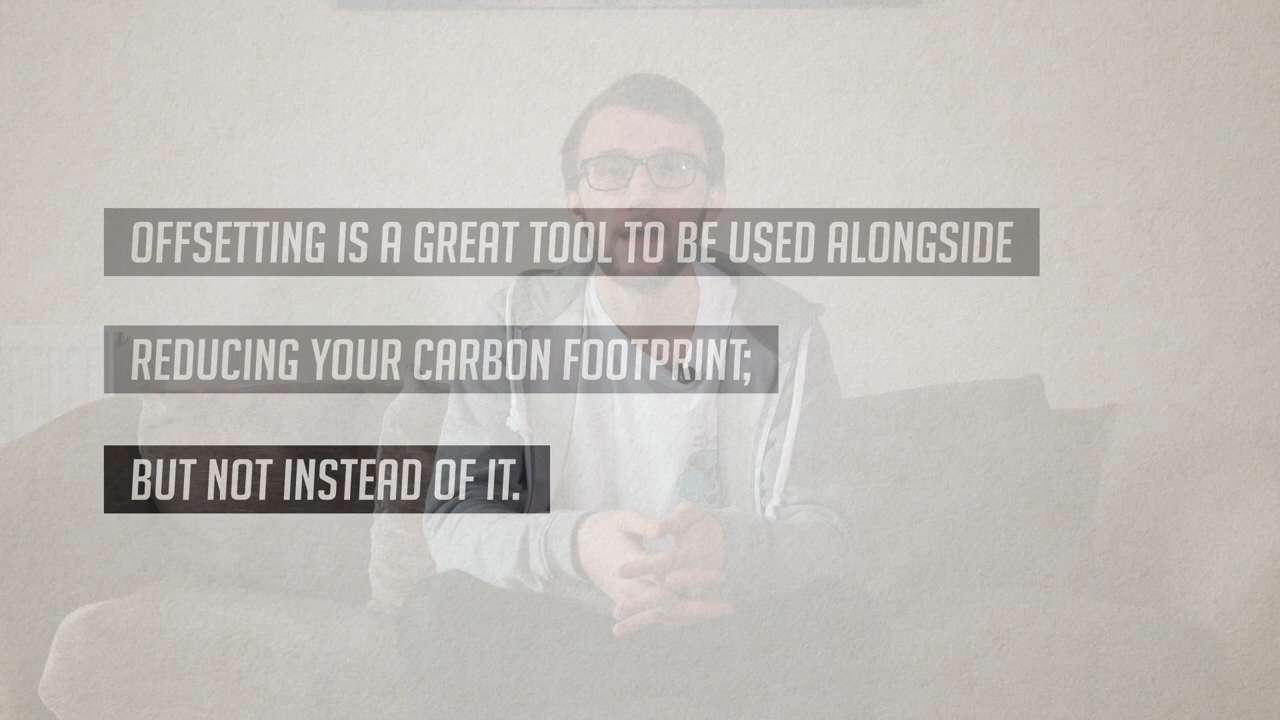 OFFSETTING IS A GREAT TOOL TO BE USED ALONGSIDE
REDUCING YOUR CARBON FOOTPRINT;
BUT NOT INSTEAD OF IT.